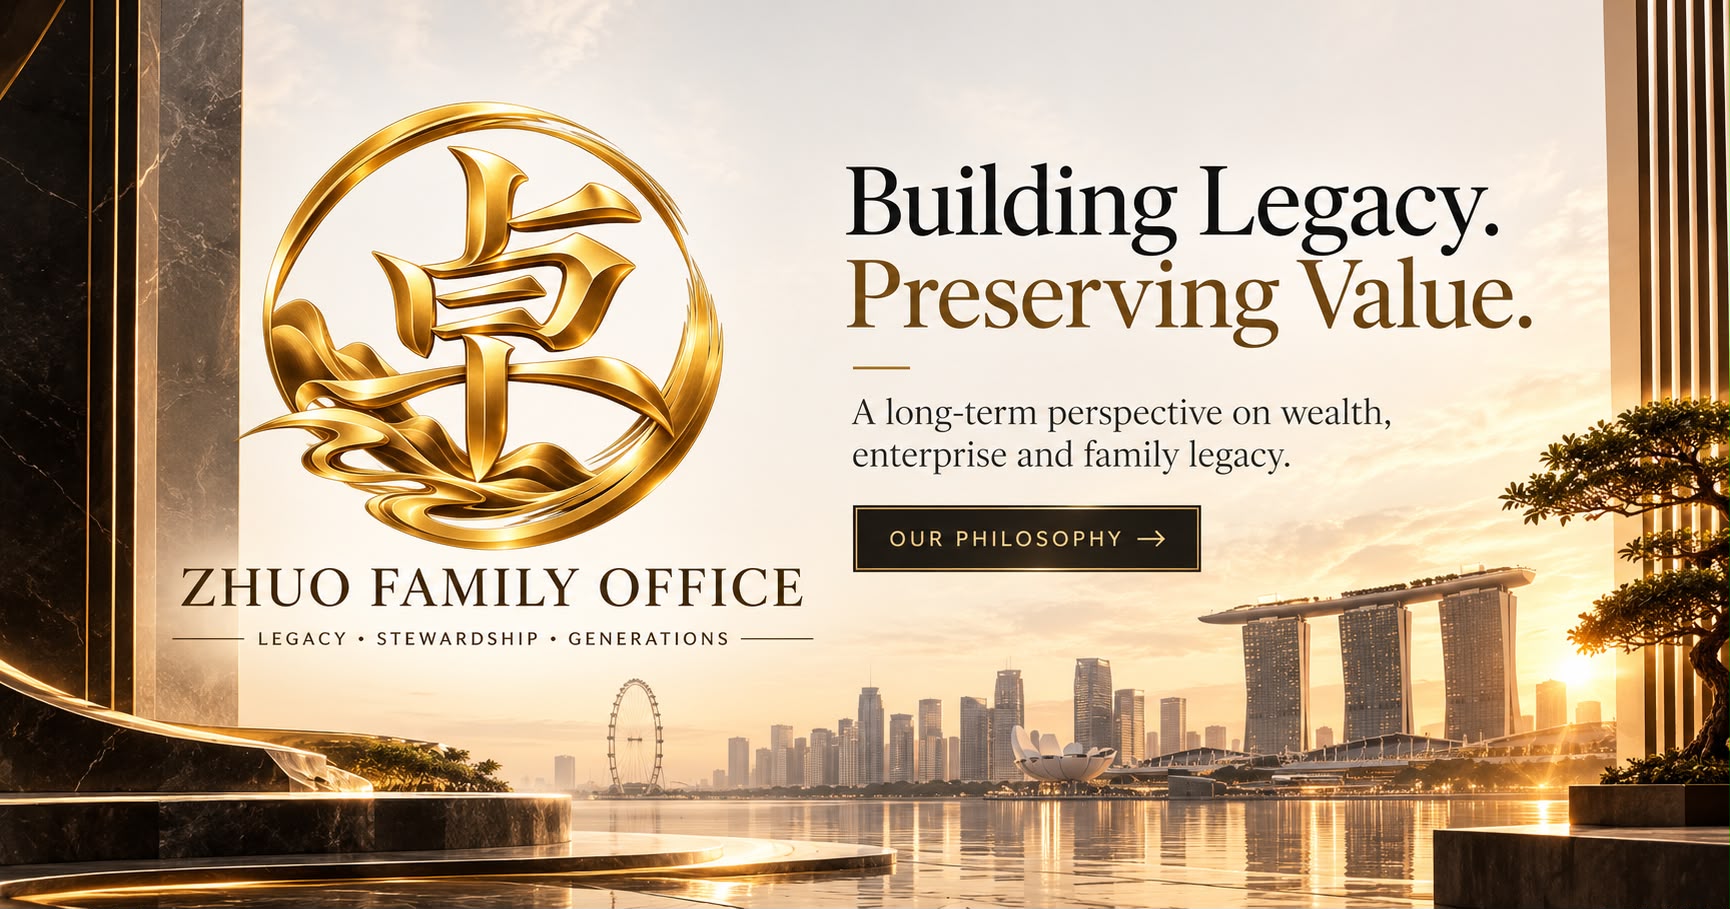 卓
ZHUO FAMILY OFFICE
LEGACY • STEWARDSHIP • GENERATIONS
Building Legacy.
Preserving Value.
A long-term perspective on wealth,
enterprise and family legacy.
OUR PHILOSOPHY →